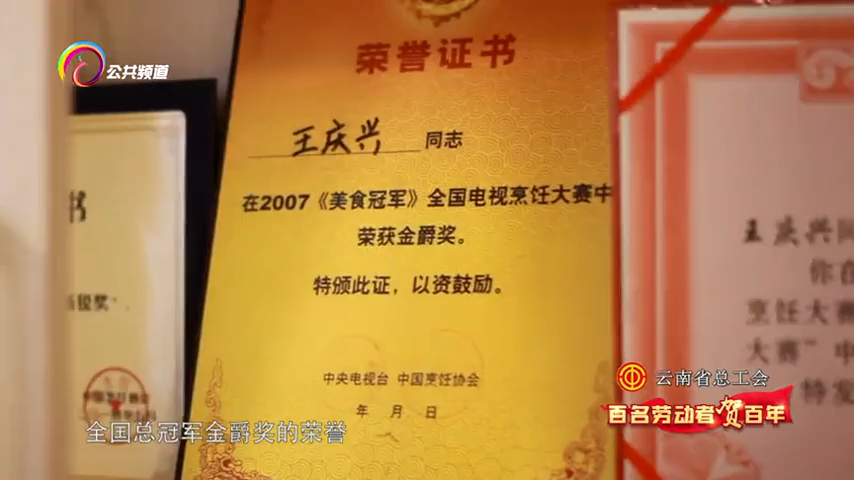 公共频道
荣誉证书
王庆兴 同志
在2007《美食冠军》全国电视烹饪大赛中
荣获金爵奖。
特颁此证，以资鼓励。
中央电视台 中国烹饪协会
年 月 日
书
锐奖”.
王庆兴同
你在
烹饪大赛
大赛”中
特发
云南省总工会
百名劳动者贺百年
全国总冠军金爵奖的荣誉